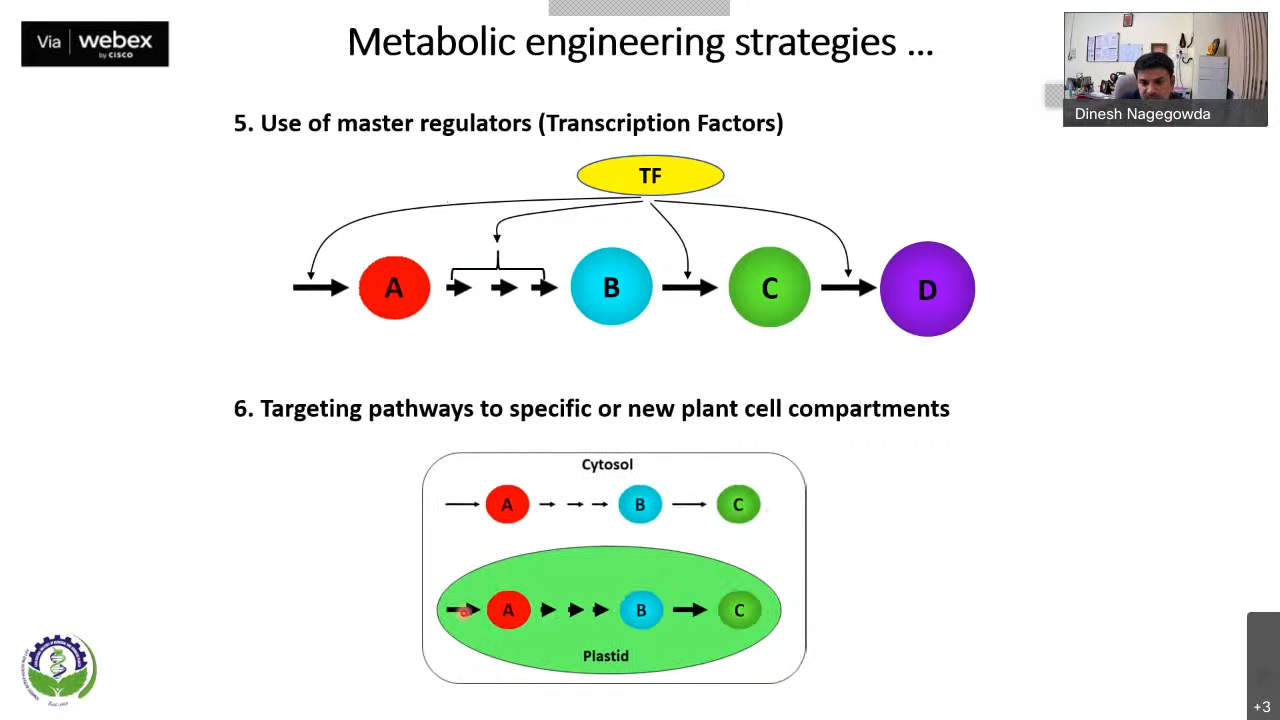 Via webex
by CISCO
Metabolic engineering strategies ...
Dinesh Nagegowda
5. Use of master regulators (Transcription Factors)
TF
A B C D
6. Targeting pathways to specific or new plant cell compartments
Cytosol
A B C
A B C
Plastid
+3